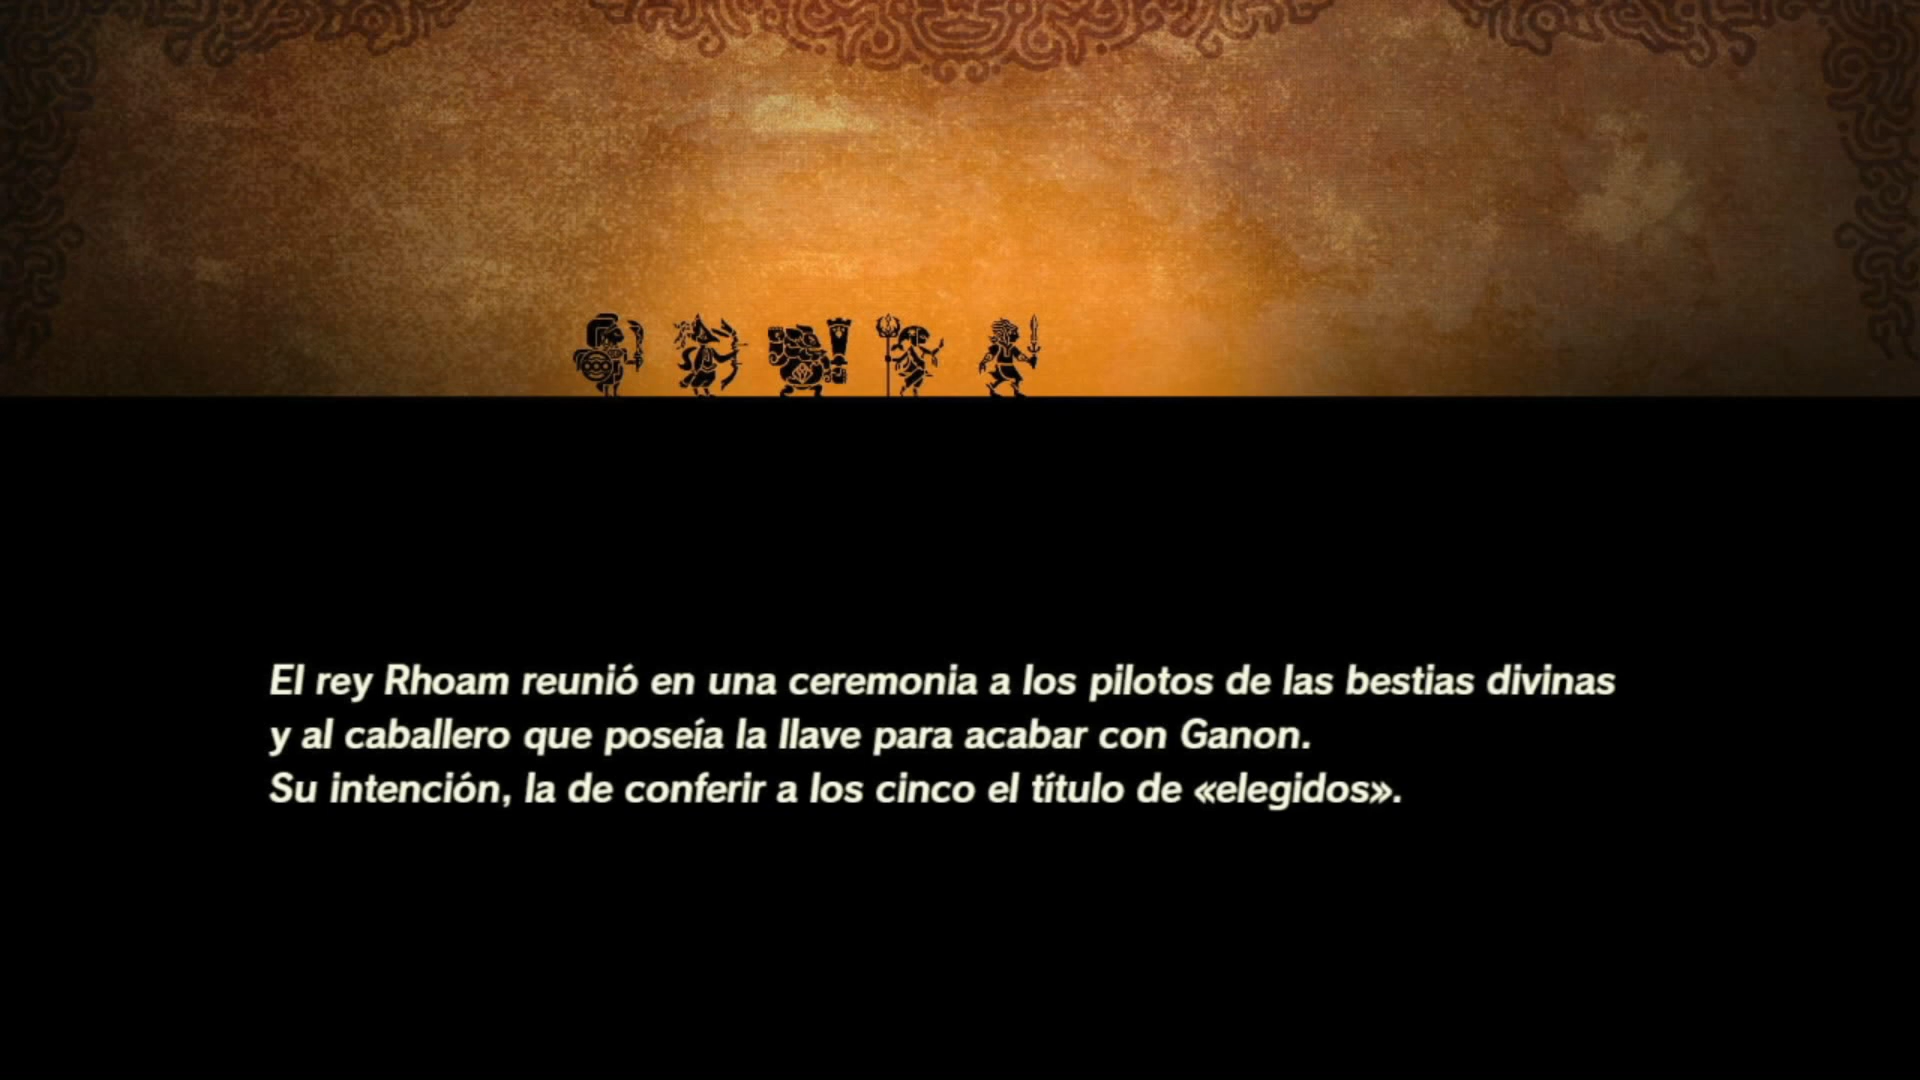 El rey Rhoam reunió en una ceremonia a los pilotos de las bestias divinas
y al caballero que poseía la llave para acabar con Ganon.
Su intención, la de conferir a los cinco el título de «elegidos».